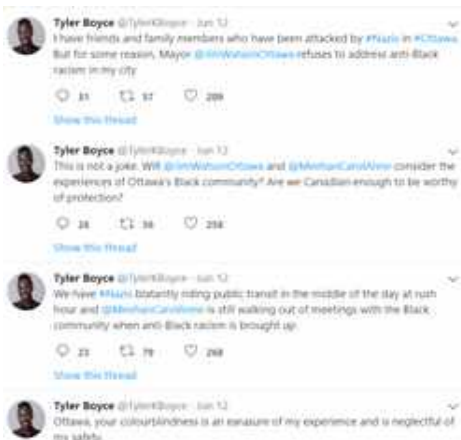 Tyler Boyce @TylerKBoyce · Jun 12
I have friends and family members who have been attacked by #Nazis in #Ottawa
But for some reason, Mayor @JimWatsonOttawa refuses to address anti-Black
racism in my city
31 57 209
Show this thread
Tyler Boyce @TylerKBoyce · Jun 12
This is not a joke. Will @JimWatsonOttawa and @MeehanCarolAnne consider the
experiences of Ottawa's Black community? Are we Canadian enough to be worthy
of protection?
28 56 258
Show this thread
Tyler Boyce @TylerKBoyce · Jun 12
We have #Nazis blatantly riding public transit in the middle of the day at rush
hour and @MeehanCarolAnne is still walking out of meetings with the Black
community when anti-Black racism is brought up
23 79 268
Show this thread
Tyler Boyce @TylerKBoyce · Jun 12
Ottawa, your colourblindness is an erasure of my experience and is neglectful of
my safety